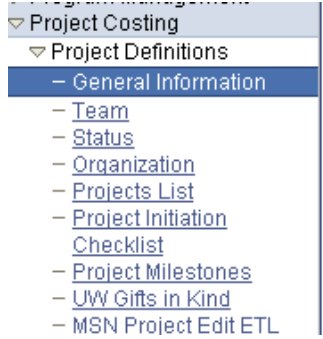 Project Costing
Project Definitions
– General Information
– Team
– Status
– Organization
– Projects List
– Project Initiation
Checklist
– Project Milestones
– UW Gifts in Kind
– MSN Project Edit ETL